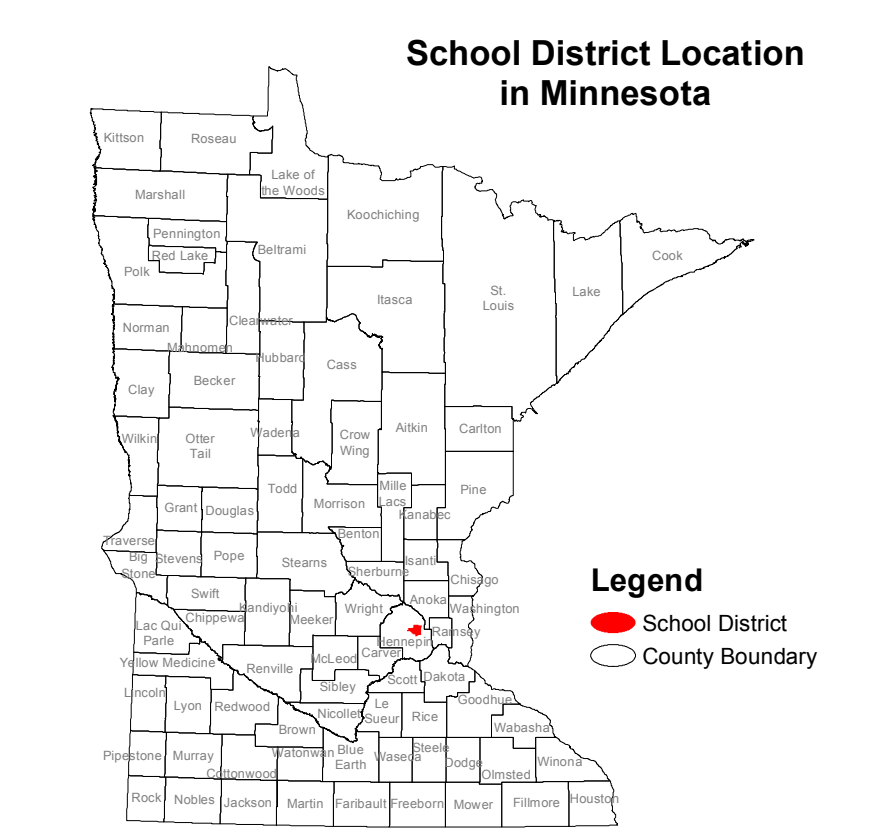 School District Location
in Minnesota
Kittson
Roseau
Lake of
the Woods
Marshall
Koochiching
Pennington
Red Lake
Beltrami
Polk
Cook
St.
Louis
Lake
Itasca
Norman
Clearwater
Mahnomen
Hubbard
Cass
Becker
Clay
Wilkin
Otter
Tail
Wadena
Crow
Wing
Aitkin
Carlton
Todd
Mille
Lacs
Pine
Grant
Douglas
Morrison
Kanabec
Traverse
Benton
Big
Stone
Stevens
Pope
Stearns
Isanti
Sherburne
Chisago
Swift
Kandiyohi
Anoka
Washington
Wright
Chippewa
Meeker
Lac Qui
Parle
Ramsey
Hennepin
Carver
McLeod
Yellow Medicine
Renville
Scott
Dakota
Sibley
Lincoln
Lyon
Redwood
Nicollet
Le
Sueur
Rice
Goodhue
Brown
Wabasha
Pipestone
Murray
Watonwan
Blue
Earth
Waseca
Steele
Dodge
Winona
Cottonwood
Olmsted
Rock
Nobles
Jackson
Martin
Faribault
Freeborn
Mower
Fillmore
Houston
Legend
School District
County Boundary